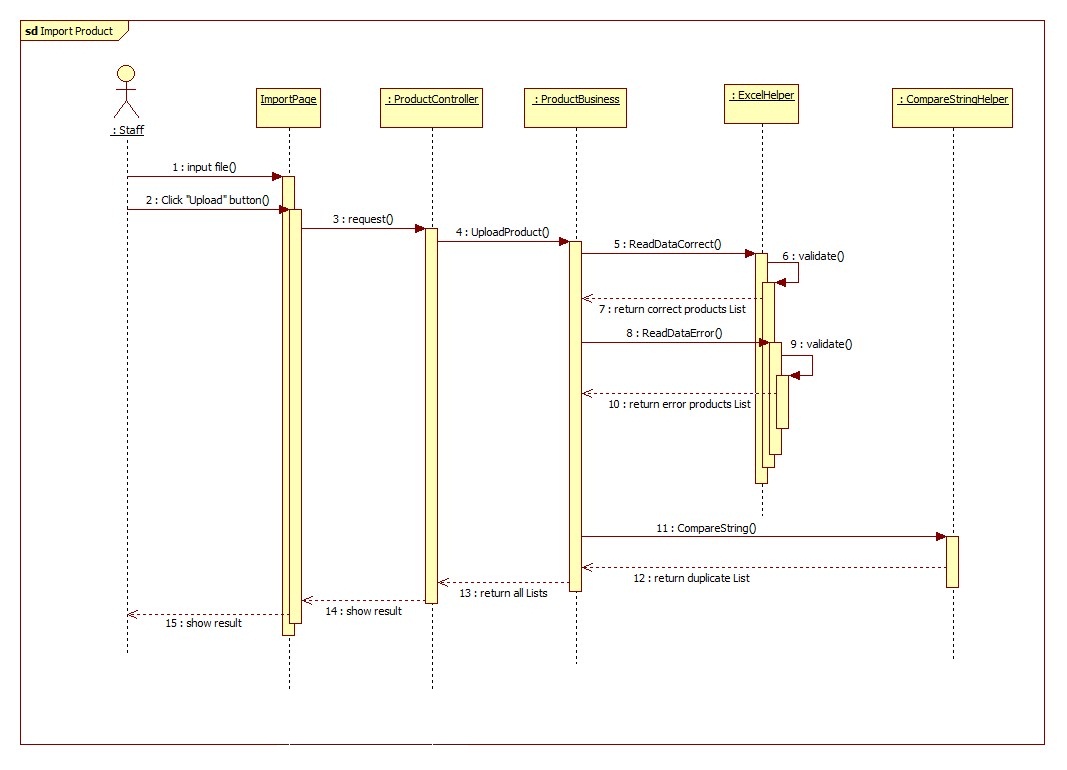 sd Import Product
: Staff
ImportPage
: ProductController
: ProductBusiness
: ExcelHelper
: CompareStringHelper
1 : input file()
2 : Click "Upload" button()
3 : request()
4 : UploadProduct()
5 : ReadDataCorrect()
6 : validate()
7 : return correct products List
8 : ReadDataError()
9 : validate()
10 : return error products List
11 : CompareString()
12 : return duplicate List
13 : return all Lists
14 : show result
15 : show result